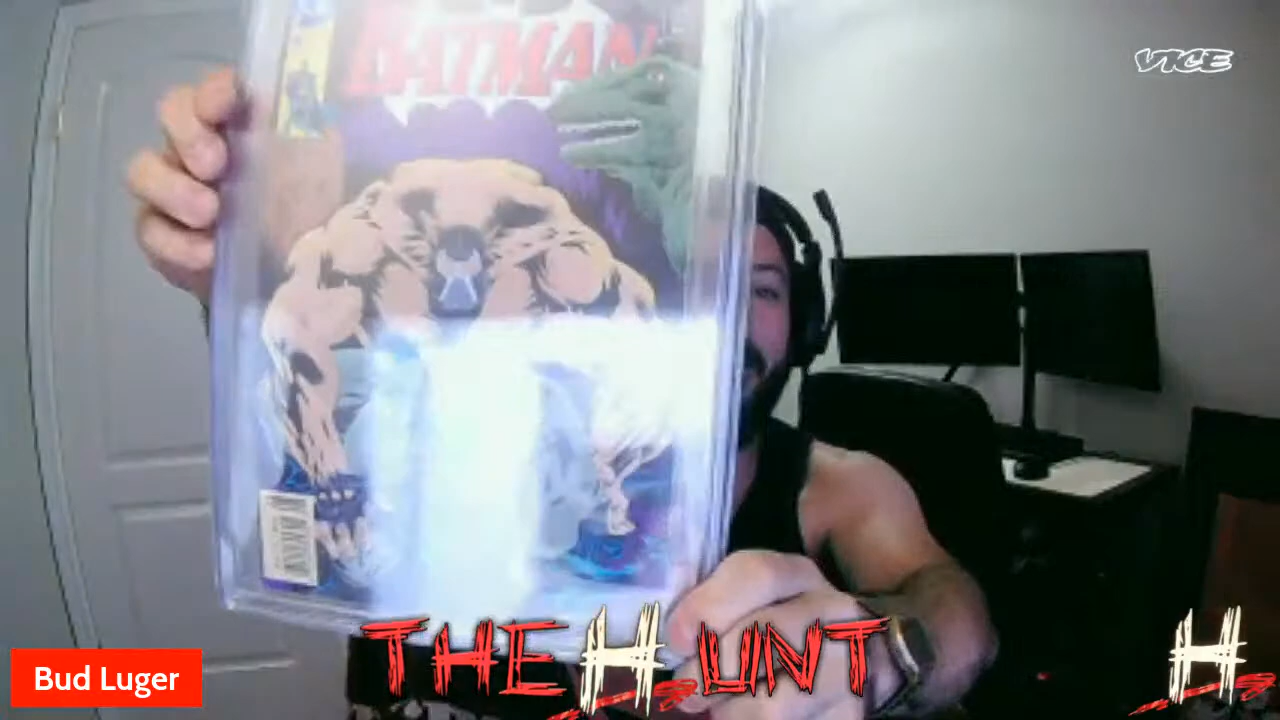 BATMAN
VICE
THE HUNT
H
Bud Luger